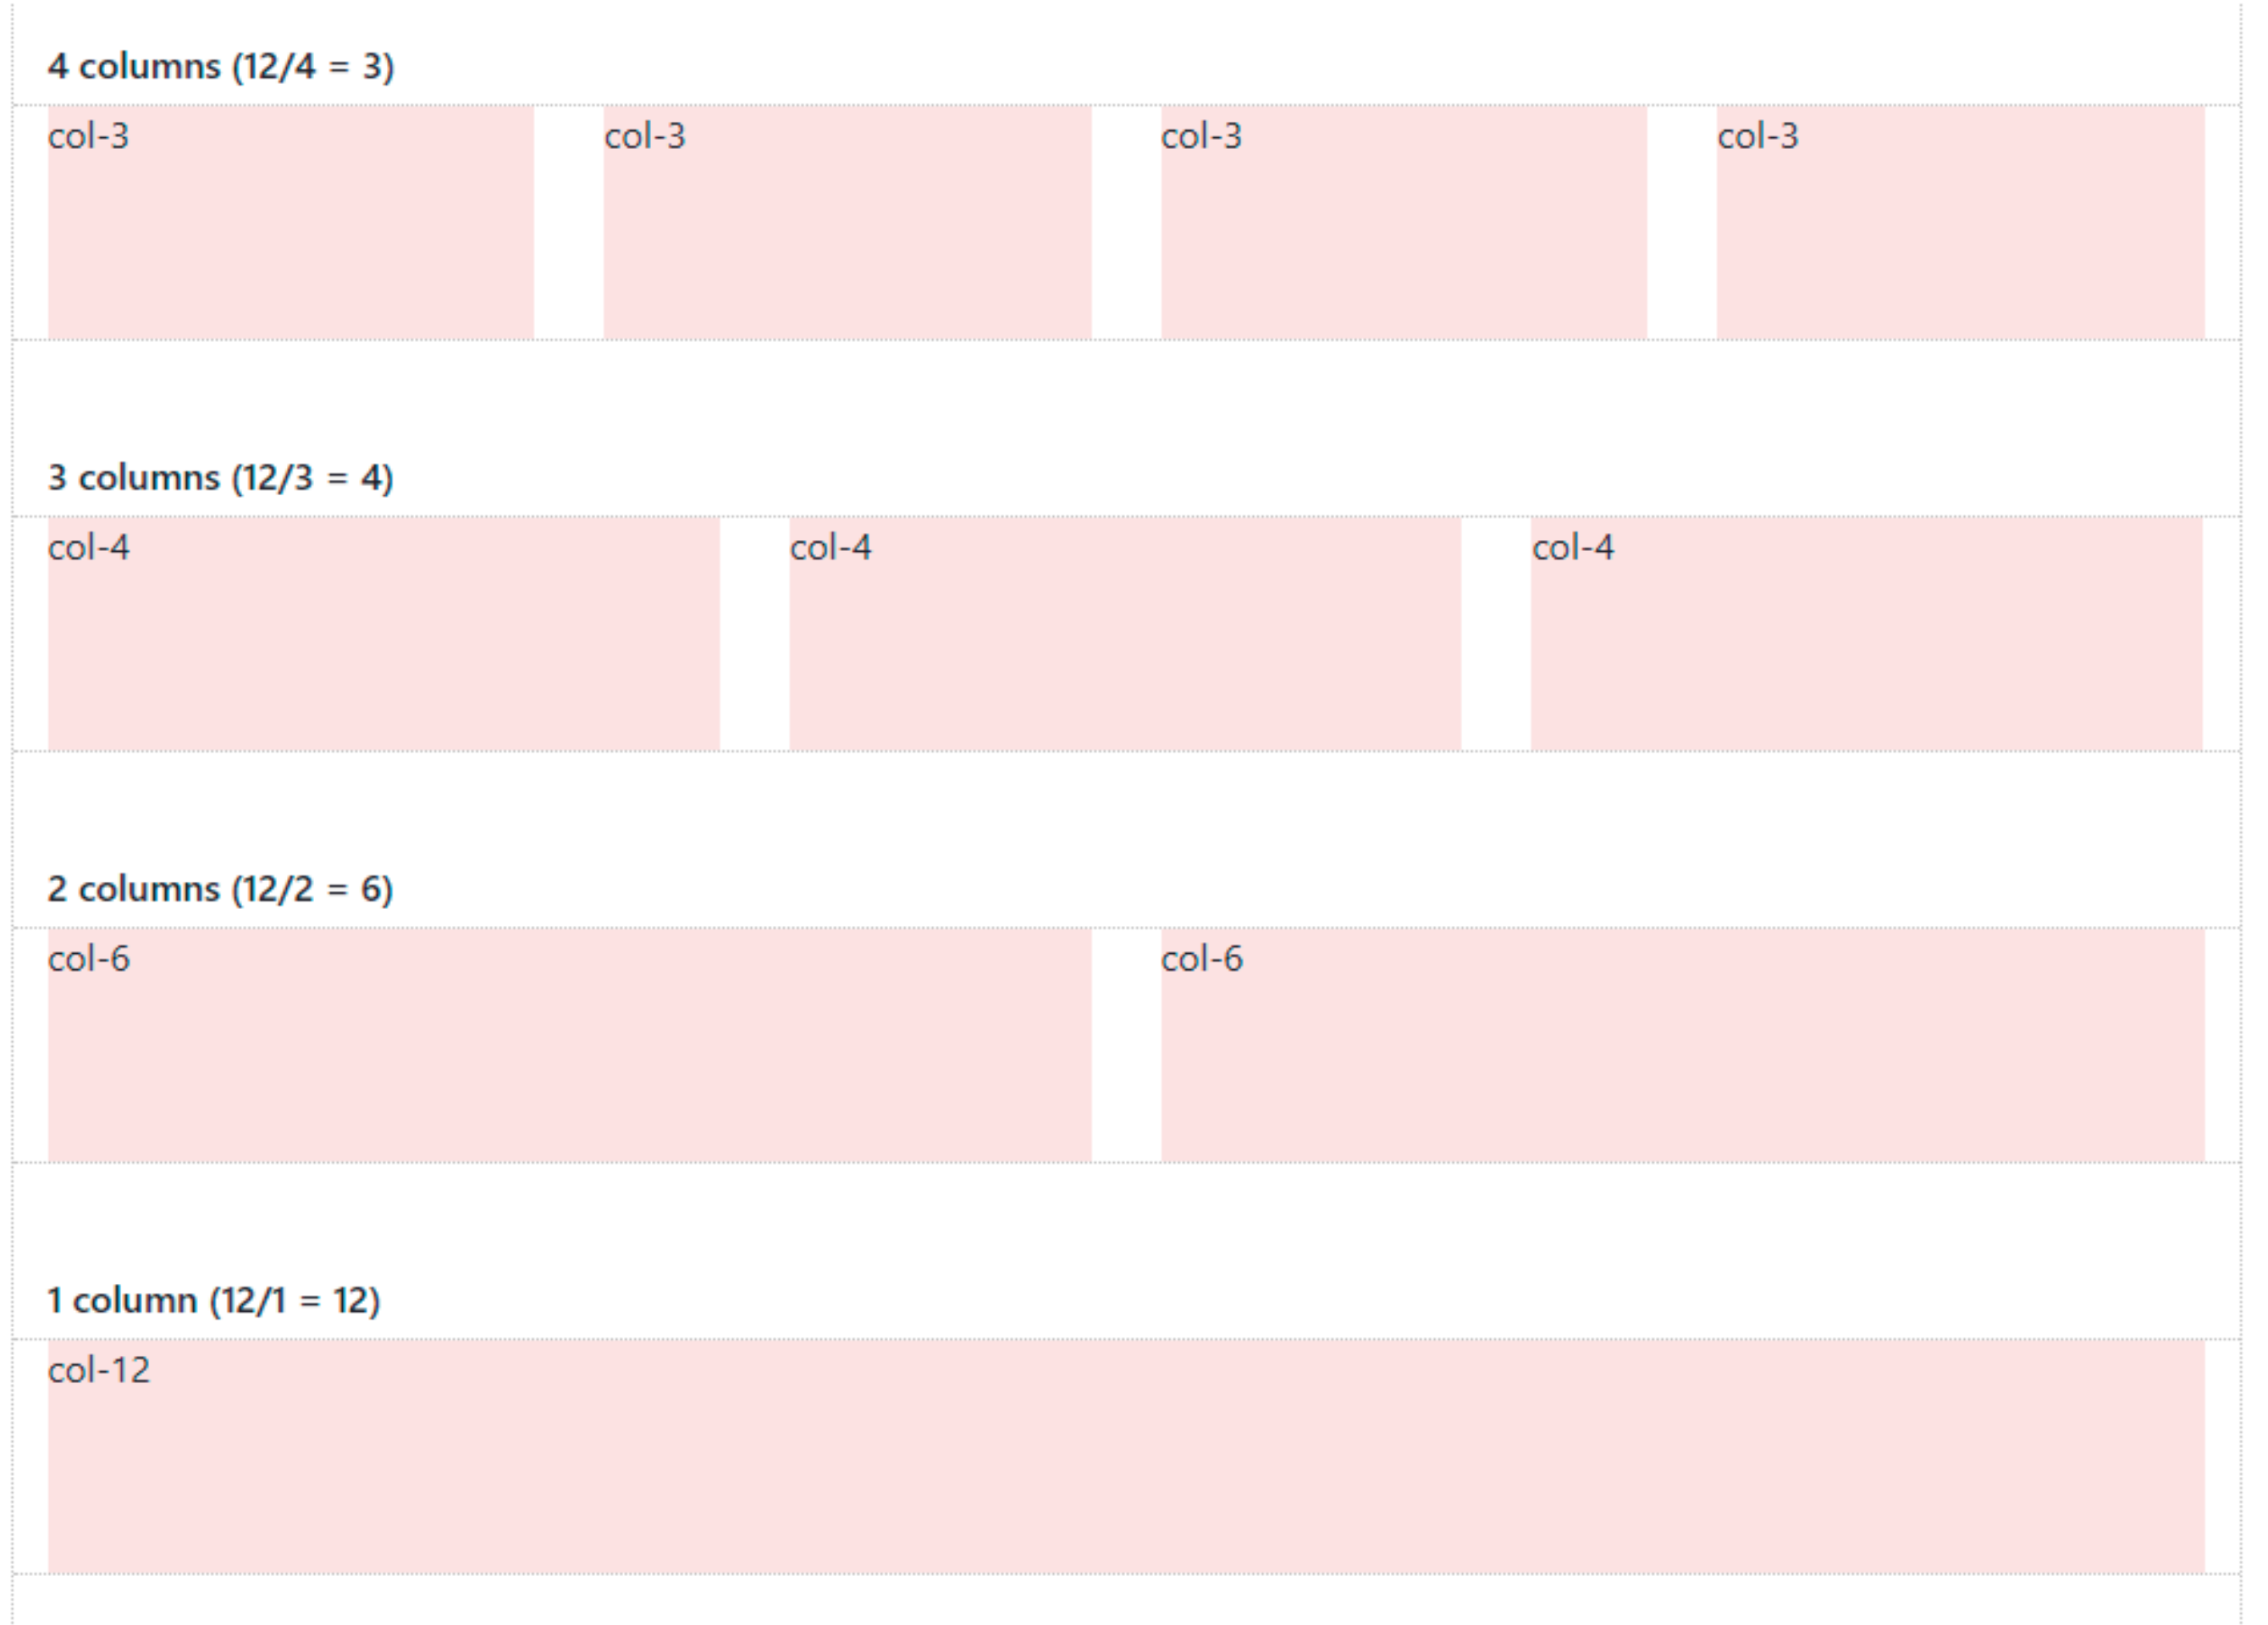 4 columns (12/4 = 3)
col-3 col-3 col-3 col-3
3 columns (12/3 = 4)
col-4 col-4 col-4
2 columns (12/2 = 6)
col-6 col-6
1 column (12/1 = 12)
col-12